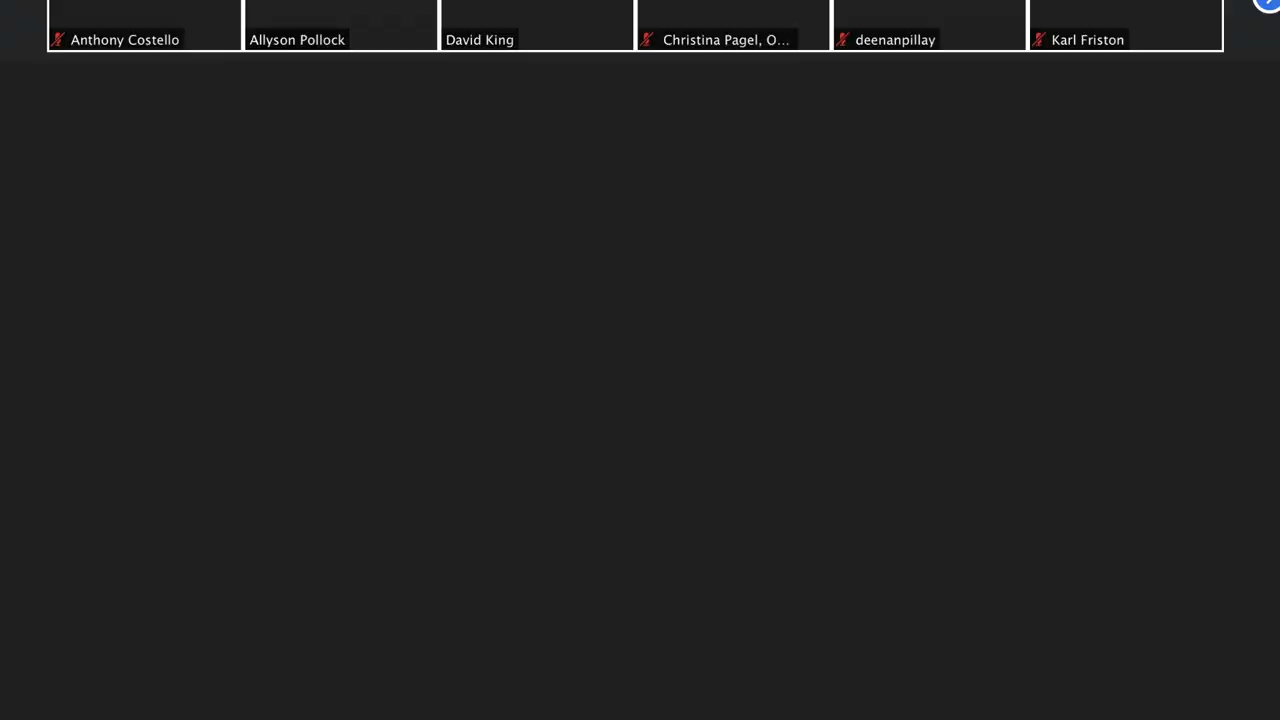 Anthony Costello
Allyson Pollock
David King
Christina Pagel, O...
deenanpillay
Karl Friston